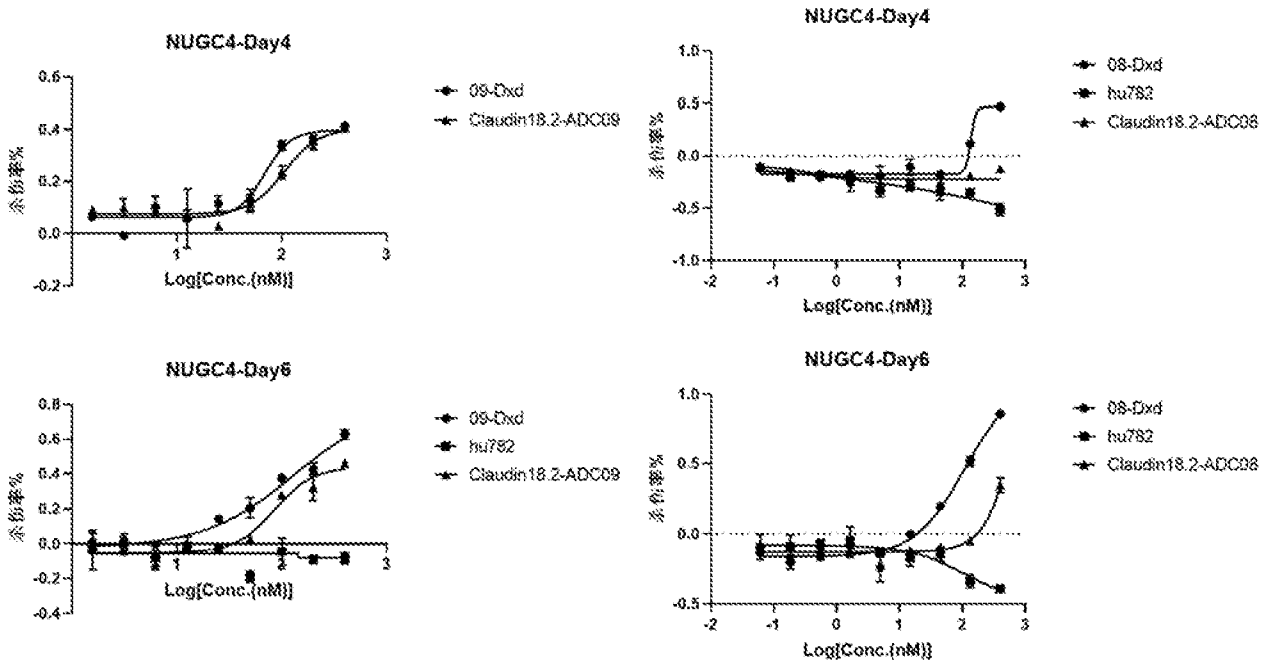 NUGC4-Day4
0.6
0.4
0.2
0.0
-0.2
杀伤率%
1
2
3
Log[Conc.(nM)]
09-Dxd
Claudin18.2-ADC09
NUGC4-Day4
1.0
0.5
0.0
-0.5
-1.0
杀伤率%
-2
-1
0
1
2
3
Log[Conc.(nM)]
08-Dxd
hu782
Claudin18.2-ADC08
NUGC4-Day6
0.8
0.6
0.4
0.2
0.0
-0.2
-0.4
杀伤率%
1
2
3
Log[Conc.(nM)]
09-Dxd
hu782
Claudin18.2-ADC09
NUGC4-Day6
1.0
0.5
0.0
-0.5
杀伤率%
-2
-1
0
1
2
3
Log[Conc.(nM)]
08-Dxd
hu782
Claudin18.2-ADC08